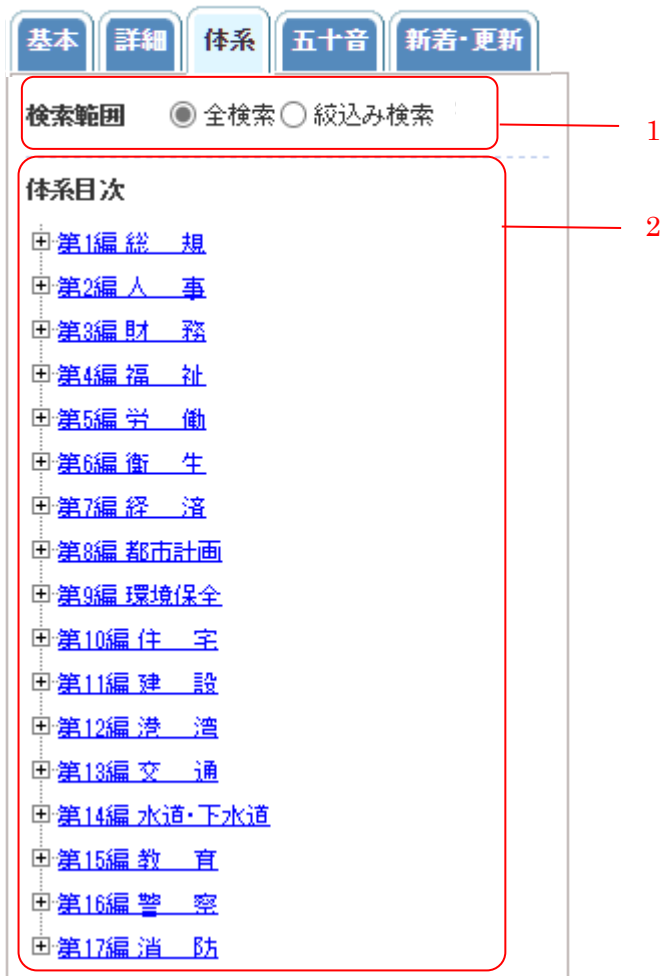 基本 詳細 体系 五十音 新着・更新
検索範囲 全検索 絞込み検索
1
体系目次
2
第1編 総　規
第2編 人　事
第3編 財　務
第4編 福　祉
第5編 労　働
第6編 衛　生
第7編 経　済
第8編 都市計画
第9編 環境保全
第10編 住　宅
第11編 建　設
第12編 港　湾
第13編 交　通
第14編 水道・下水道
第15編 教　育
第16編 警　察
第17編 消　防